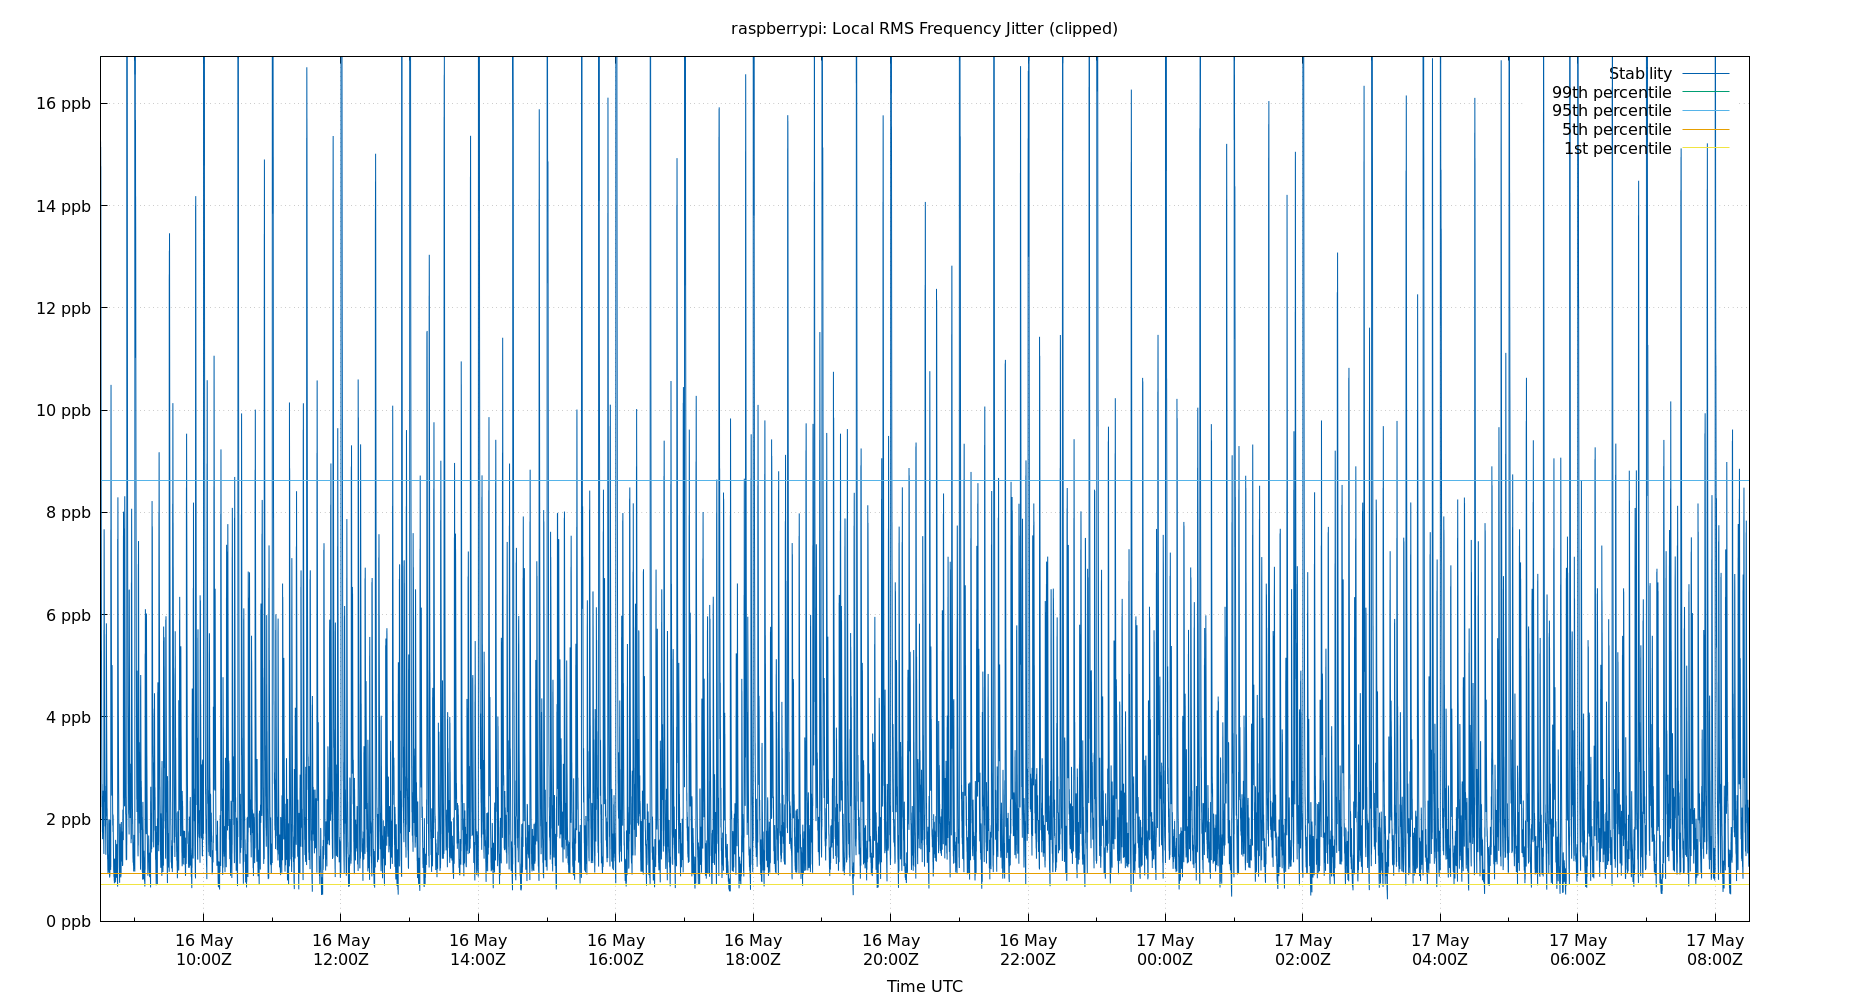 raspberrypi: Local RMS Frequency Jitter (clipped)
Stability
99th percentile
95th percentile
5th percentile
1st percentile
16 ppb
14 ppb
12 ppb
10 ppb
8 ppb
6 ppb
4 ppb
2 ppb
0 ppb
16 May 16 May 16 May 16 May 16 May 16 May 16 May 17 May 17 May 17 May 17 May 17 May
10:00Z 12:00Z 14:00Z 16:00Z 18:00Z 20:00Z 22:00Z 00:00Z 02:00Z 04:00Z 06:00Z 08:00Z
Time UTC